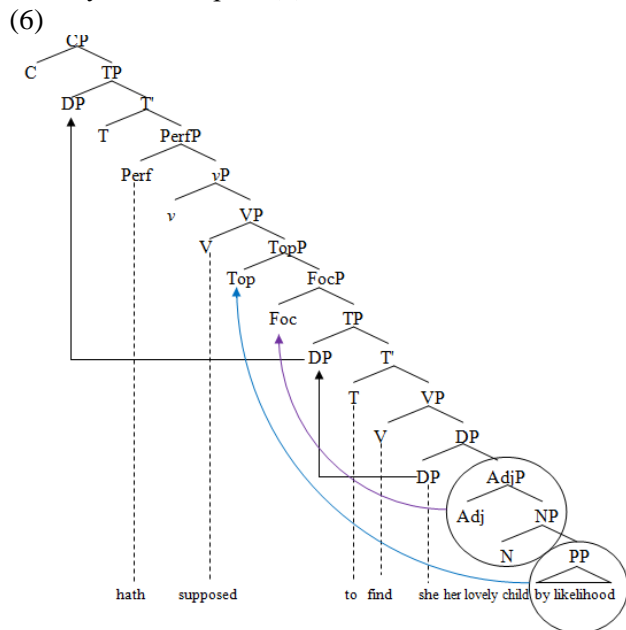 (6)
CP
C TP
DP T'
T PerfP
Perf vP
v VP
V TopP
Top FocP
Foc TP
DP T'
T VP
V DP
DP AdjP
Adj NP
N PP
hath supposed to find she her lovely child by likelihood